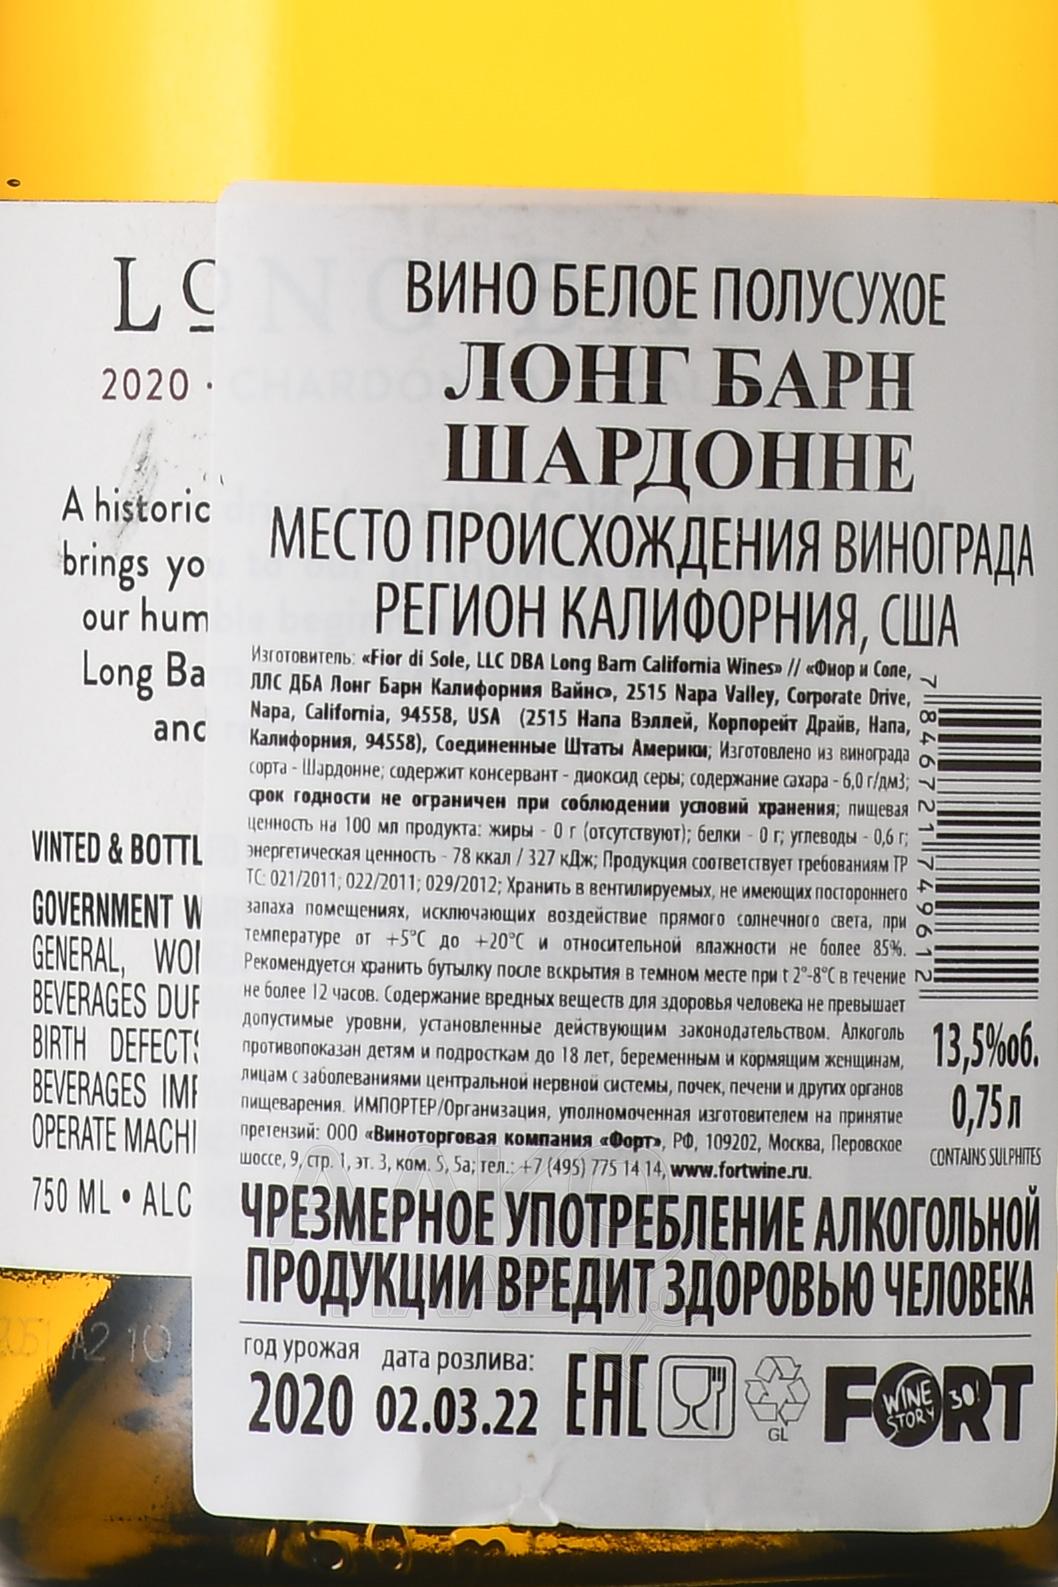 LO
2020 ·
A historic
brings yo
our hum
Long Ba
and
VINTED & BOTTL
GOVERNMENT W
GENERAL, WO
BEVERAGES DUR
BIRTH DEFECTS
BEVERAGES IMP
OPERATE MACHI
750 ML • ALC
ВИНО БЕЛОЕ ПОЛУСУХОЕ
ЛОНГ БАРН
ШАРДОННЕ
МЕСТО ПРОИСХОЖДЕНИЯ ВИНОГРАДА
РЕГИОН КАЛИФОРНИЯ, США
Изготовитель: «Fior di Sole, LLC DBA Long Barn California Wines» // «Фиор и Соле,
ЛЛС ДБА Лонг Барн Калифорния Вайнс», 2515 Napa Valley, Corporate Drive,
Napa, California, 94558, USA (2515 Напа Вэллей, Корпорейт Драйв, Напа,
Калифорния, 94558), Соединенные Штаты Америки; Изготовлено из винограда
сорта - Шардонне; содержит консервант - диоксид серы; содержание сахара - 6,0 г/дм3;
срок годности не ограничен при соблюдении условий хранения; пищевая
ценность на 100 мл продукта: жиры - 0 г (отсутствуют); белки - 0 г; углеводы - 0,6 г;
энергетическая ценность - 78 ккал / 327 кДж; Продукция соответствует требованиям ТР
ТС: 021/2011; 022/2011; 029/2012; Хранить в вентилируемых, не имеющих постороннего
запаха помещениях, исключающих воздействие прямого солнечного света, при
температуре от +5°С до +20°С и относительной влажности не более 85%.
Рекомендуется хранить бутылку после вскрытия в темном месте при t 2°-8°С в течение
не более 12 часов. Содержание вредных веществ для здоровья человека не превышает
допустимые уровни, установленные действующим законодательством. Алкоголь
противопоказан детям и подросткам до 18 лет, беременным и кормящим женщинам,
лицам с заболеваниями центральной нервной системы, почек, печени и других органов
пищеварения. ИМПОРТЕР/Организация, уполномоченная изготовителем на принятие
претензий: ООО «Виноторговая компания «Форт», РФ, 109202, Москва, Перовское
шоссе, 9, стр. 1, эт. 3, ком. 5, 5а; тел.: +7 (495) 775 14 14, www.fortwine.ru.
7 84672 174961 2
13,5%об.
0,75 л
CONTAINS SULPHITES
ЧРЕЗМЕРНОЕ УПОТРЕБЛЕНИЕ АЛКОГОЛЬНОЙ
ПРОДУКЦИИ ВРЕДИТ ЗДОРОВЬЮ ЧЕЛОВЕКА
год урожая
2020
дата розлива:
02.03.22
EAC
GL
FORT
WINE
STORY
30!